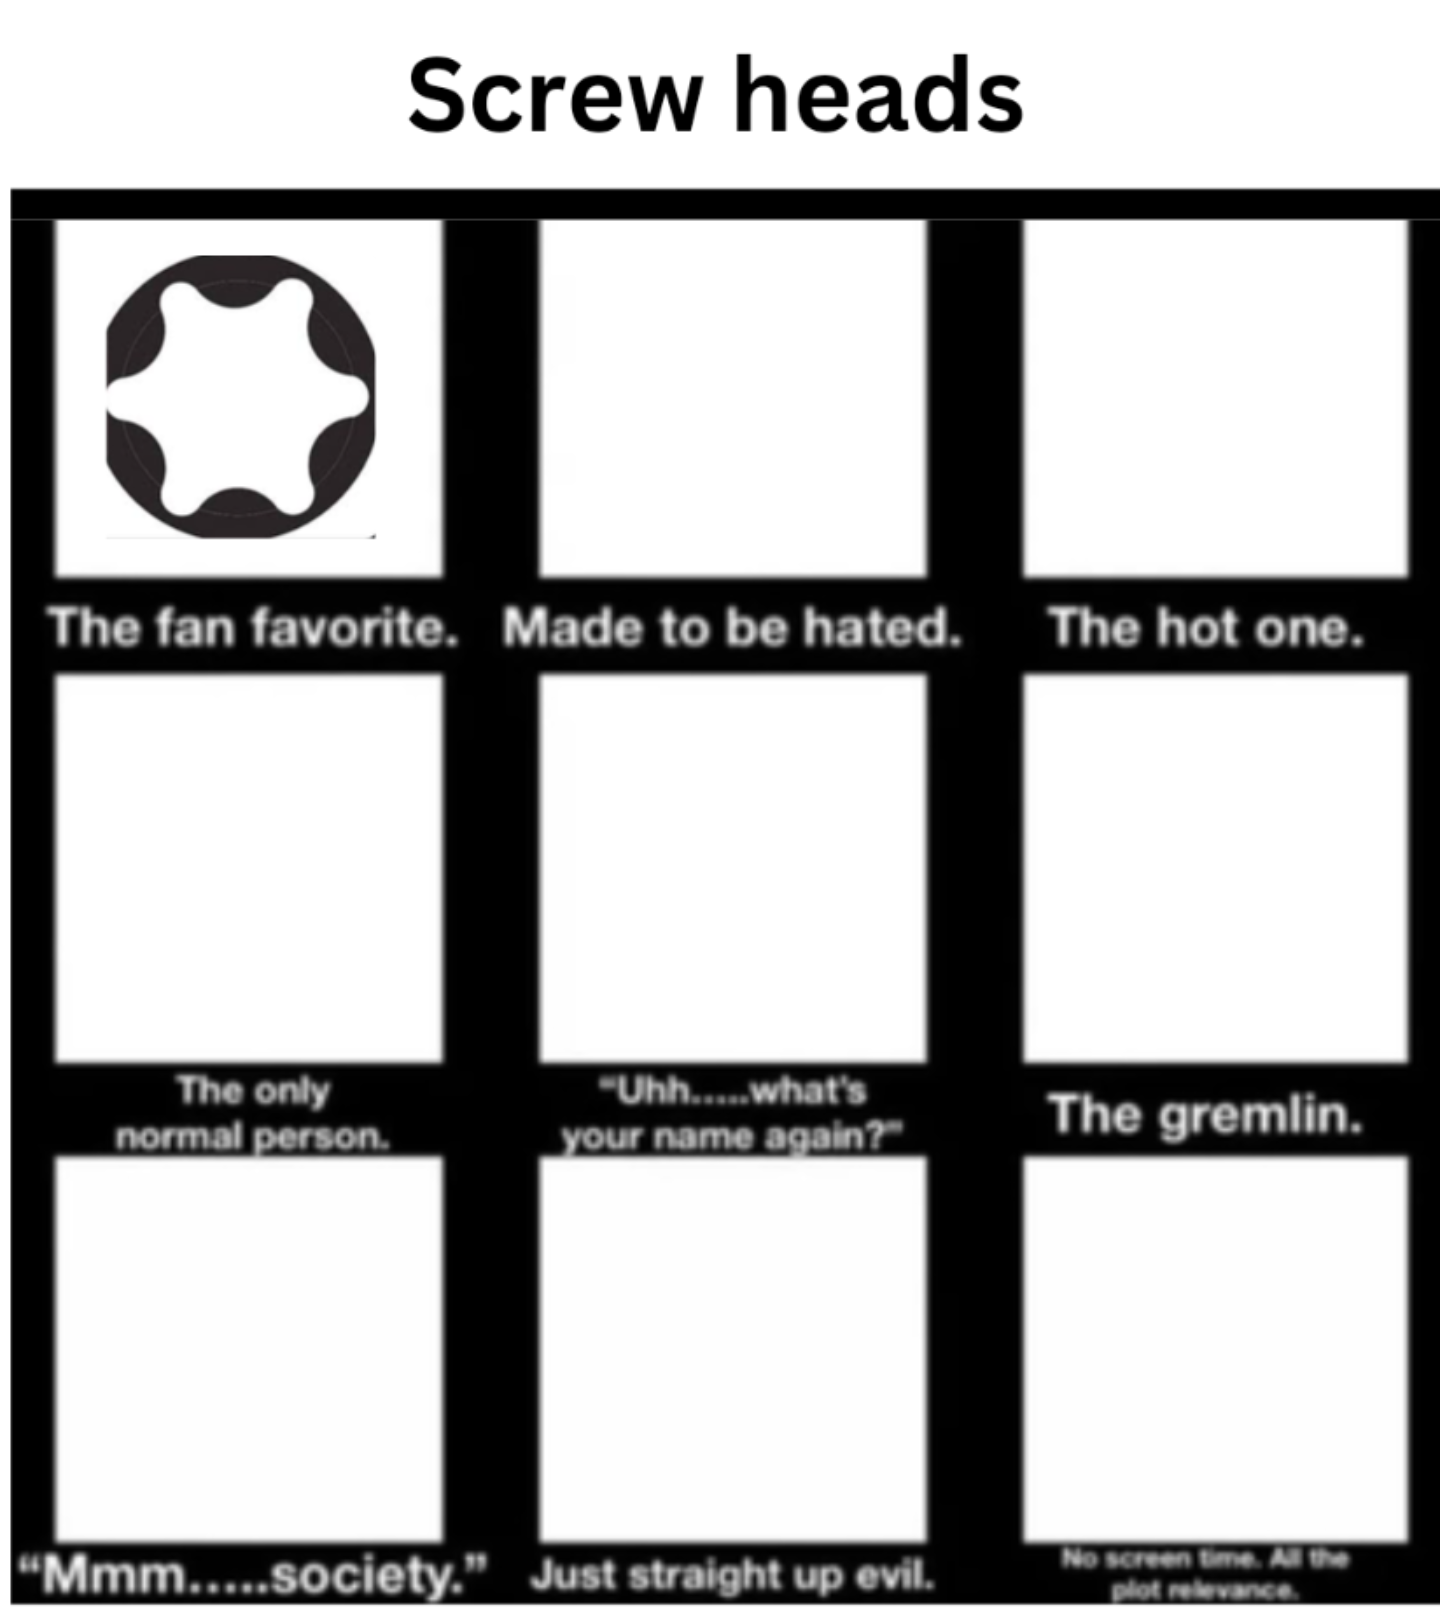 Screw heads
The fan favorite.
Made to be hated.
The hot one.
The only
normal person.
“Uhh.....what's
your name again?”
The gremlin.
“Mmm.....society.”
Just straight up evil.
No screen time. All the
plot relevance.